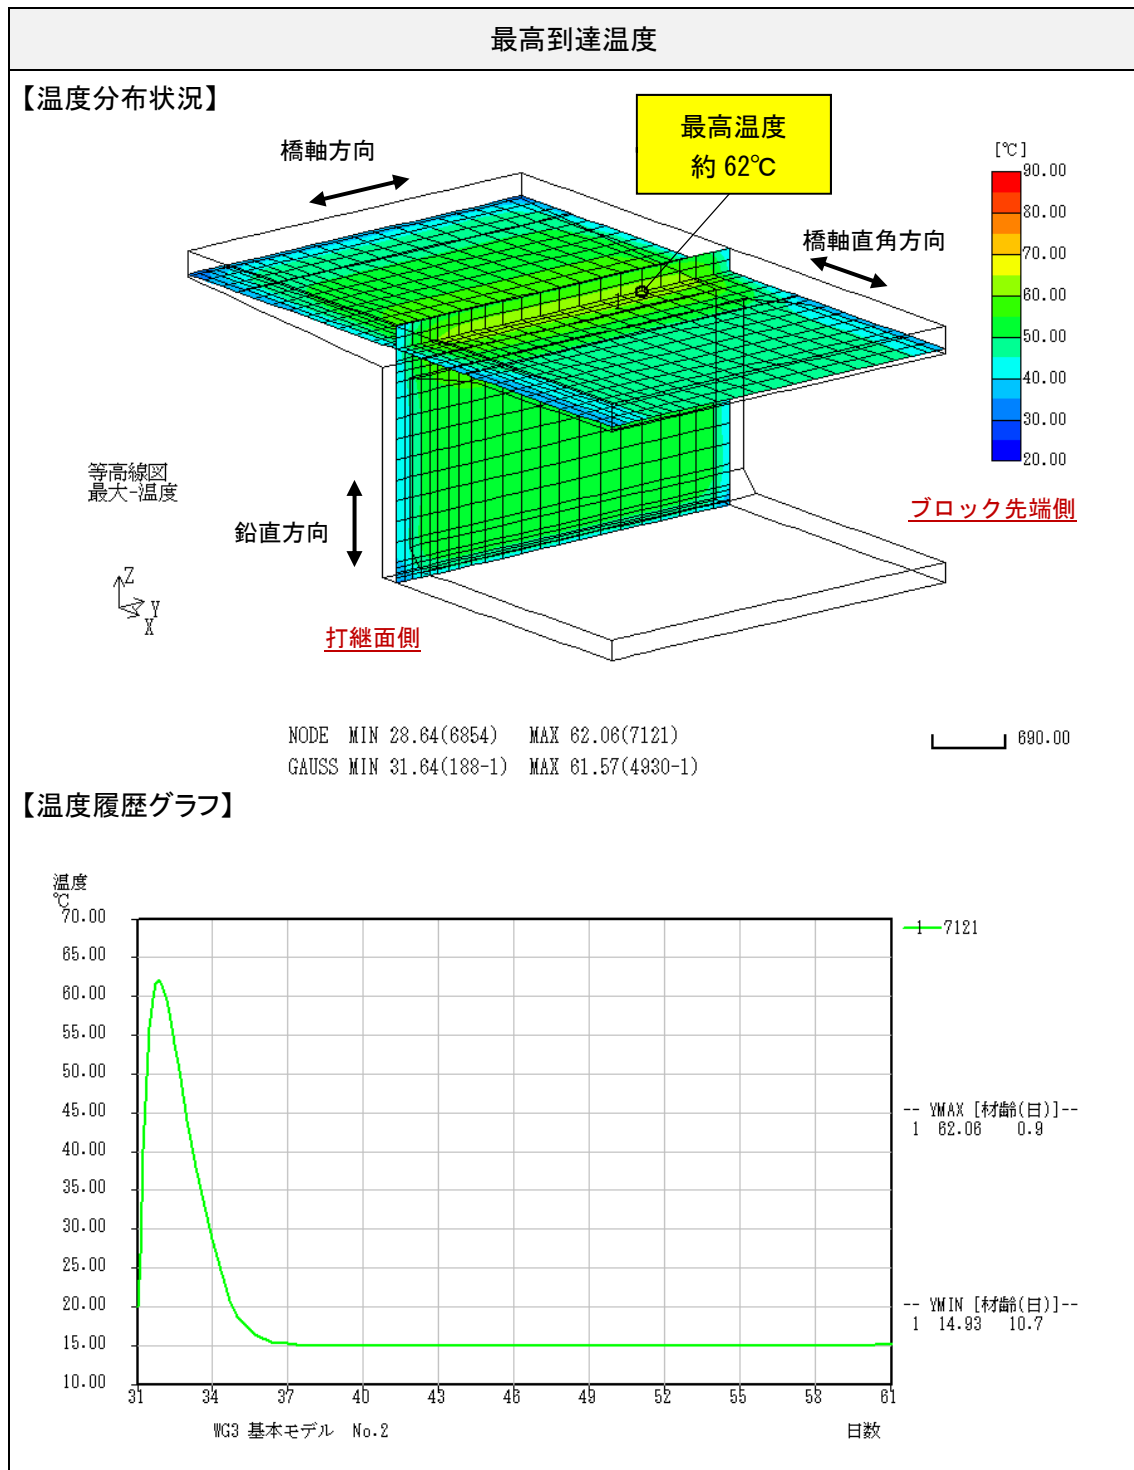 最高到達温度
【温度分布状況】
最高温度
約 62℃
橋軸方向
橋軸直角方向
[℃]
90.00
80.00
70.00
60.00
50.00
40.00
30.00
20.00
等高線図
最大-温度
鉛直方向
ブロック先端側
打継面側
Z
Y
X
NODE MIN 28.64(6854) MAX 62.06(7121)
GAUSS MIN 31.64(188-1) MAX 61.57(4930-1)
690.00
【温度履歴グラフ】
温度
℃
70.00
65.00
60.00
55.00
50.00
45.00
40.00
35.00
30.00
25.00
20.00
15.00
10.00
31 34 37 40 43 46 49 52 55 58 61
WG3 基本モデル No.2
日数
1 7121
-- YMAX [材齢(日)]--
1 62.06 0.9
-- YMIN [材齢(日)]--
1 14.93 10.7